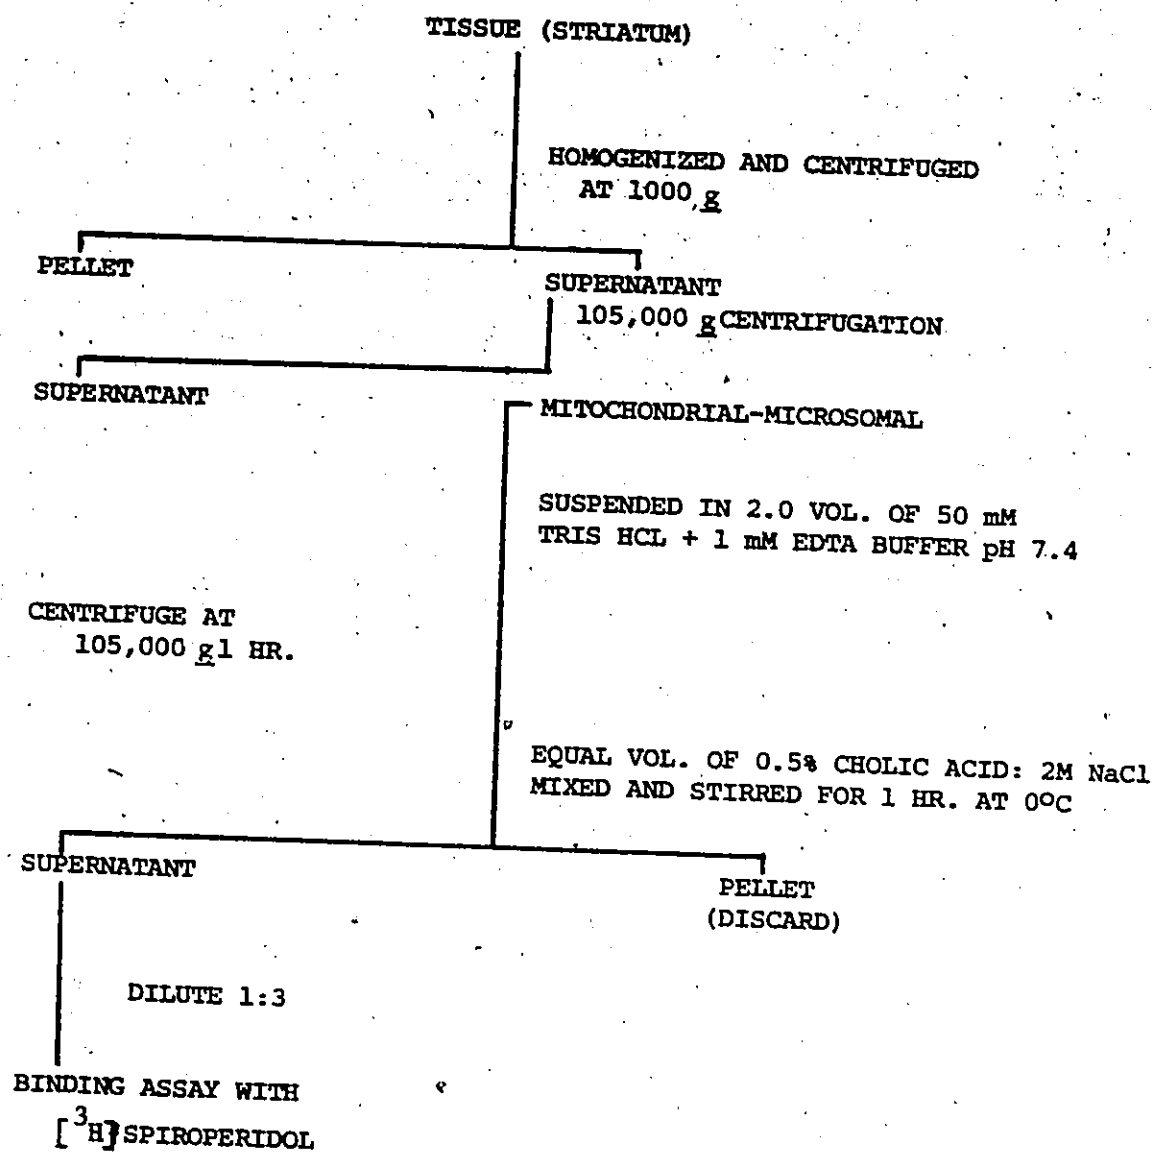 TISSUE (STRIATUM)
HOMOGENIZED AND CENTRIFUGED
AT 1000 g
PELLET
SUPERNATANT
105,000 g CENTRIFUGATION
SUPERNATANT
MITOCHONDRIAL-MICROSOMAL
SUSPENDED IN 2.0 VOL. OF 50 mM
TRIS HCL + 1 mM EDTA BUFFER pH 7.4
CENTRIFUGE AT
105,000 g 1 HR.
EQUAL VOL. OF 0.5% CHOLIC ACID: 2M NaCl
MIXED AND STIRRED FOR 1 HR. AT 0°C
SUPERNATANT
PELLET
(DISCARD)
DILUTE 1:3
BINDING ASSAY WITH
[³H]SPIROPERIDOL